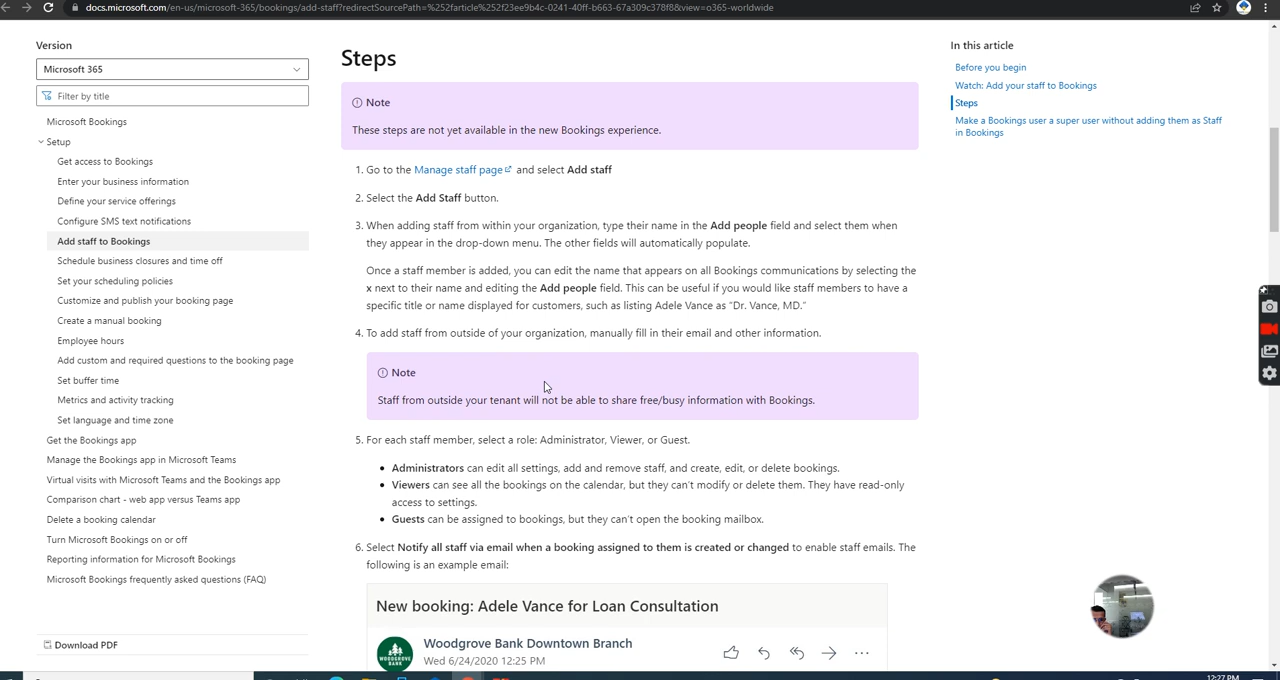 docs.microsoft.com/en-us/microsoft-365/bookings/add-staff?redirectSourcePath=%252farticle%252f23ee9b4c-0241-40ff-b663-67a309c378f8&view=o365-worldwide
Version
Microsoft 365
Filter by title
Microsoft Bookings
Setup
Get access to Bookings
Enter your business information
Define your service offerings
Configure SMS text notifications
Add staff to Bookings
Schedule business closures and time off
Set your scheduling policies
Customize and publish your booking page
Create a manual booking
Employee hours
Add custom and required questions to the booking page
Set buffer time
Metrics and activity tracking
Set language and time zone
Get the Bookings app
Manage the Bookings app in Microsoft Teams
Virtual visits with Microsoft Teams and the Bookings app
Comparison chart - web app versus Teams app
Delete a booking calendar
Turn Microsoft Bookings on or off
Reporting information for Microsoft Bookings
Microsoft Bookings frequently asked questions (FAQ)
Download PDF
Steps
Note
These steps are not yet available in the new Bookings experience.
1. Go to the Manage staff page and select Add staff
2. Select the Add Staff button.
3. When adding staff from within your organization, type their name in the Add people field and select them when
they appear in the drop-down menu. The other fields will automatically populate.
Once a staff member is added, you can edit the name that appears on all Bookings communications by selecting the
x next to their name and editing the Add people field. This can be useful if you would like staff members to have a
specific title or name displayed for customers, such as listing Adele Vance as "Dr. Vance, MD."
4. To add staff from outside of your organization, manually fill in their email and other information.
Note
Staff from outside your tenant will not be able to share free/busy information with Bookings.
5. For each staff member, select a role: Administrator, Viewer, or Guest.
• Administrators can edit all settings, add and remove staff, and create, edit, or delete bookings.
• Viewers can see all the bookings on the calendar, but they can't modify or delete them. They have read-only
access to settings.
• Guests can be assigned to bookings, but they can't open the booking mailbox.
6. Select Notify all staff via email when a booking assigned to them is created or changed to enable staff emails. The
following is an example email:
New booking: Adele Vance for Loan Consultation
WOODGROVE
BANK
Woodgrove Bank Downtown Branch
Wed 6/24/2020 12:25 PM
In this article
Before you begin
Watch: Add your staff to Bookings
Steps
Make a Bookings user a super user without adding them as Staff
in Bookings
12:27 PM